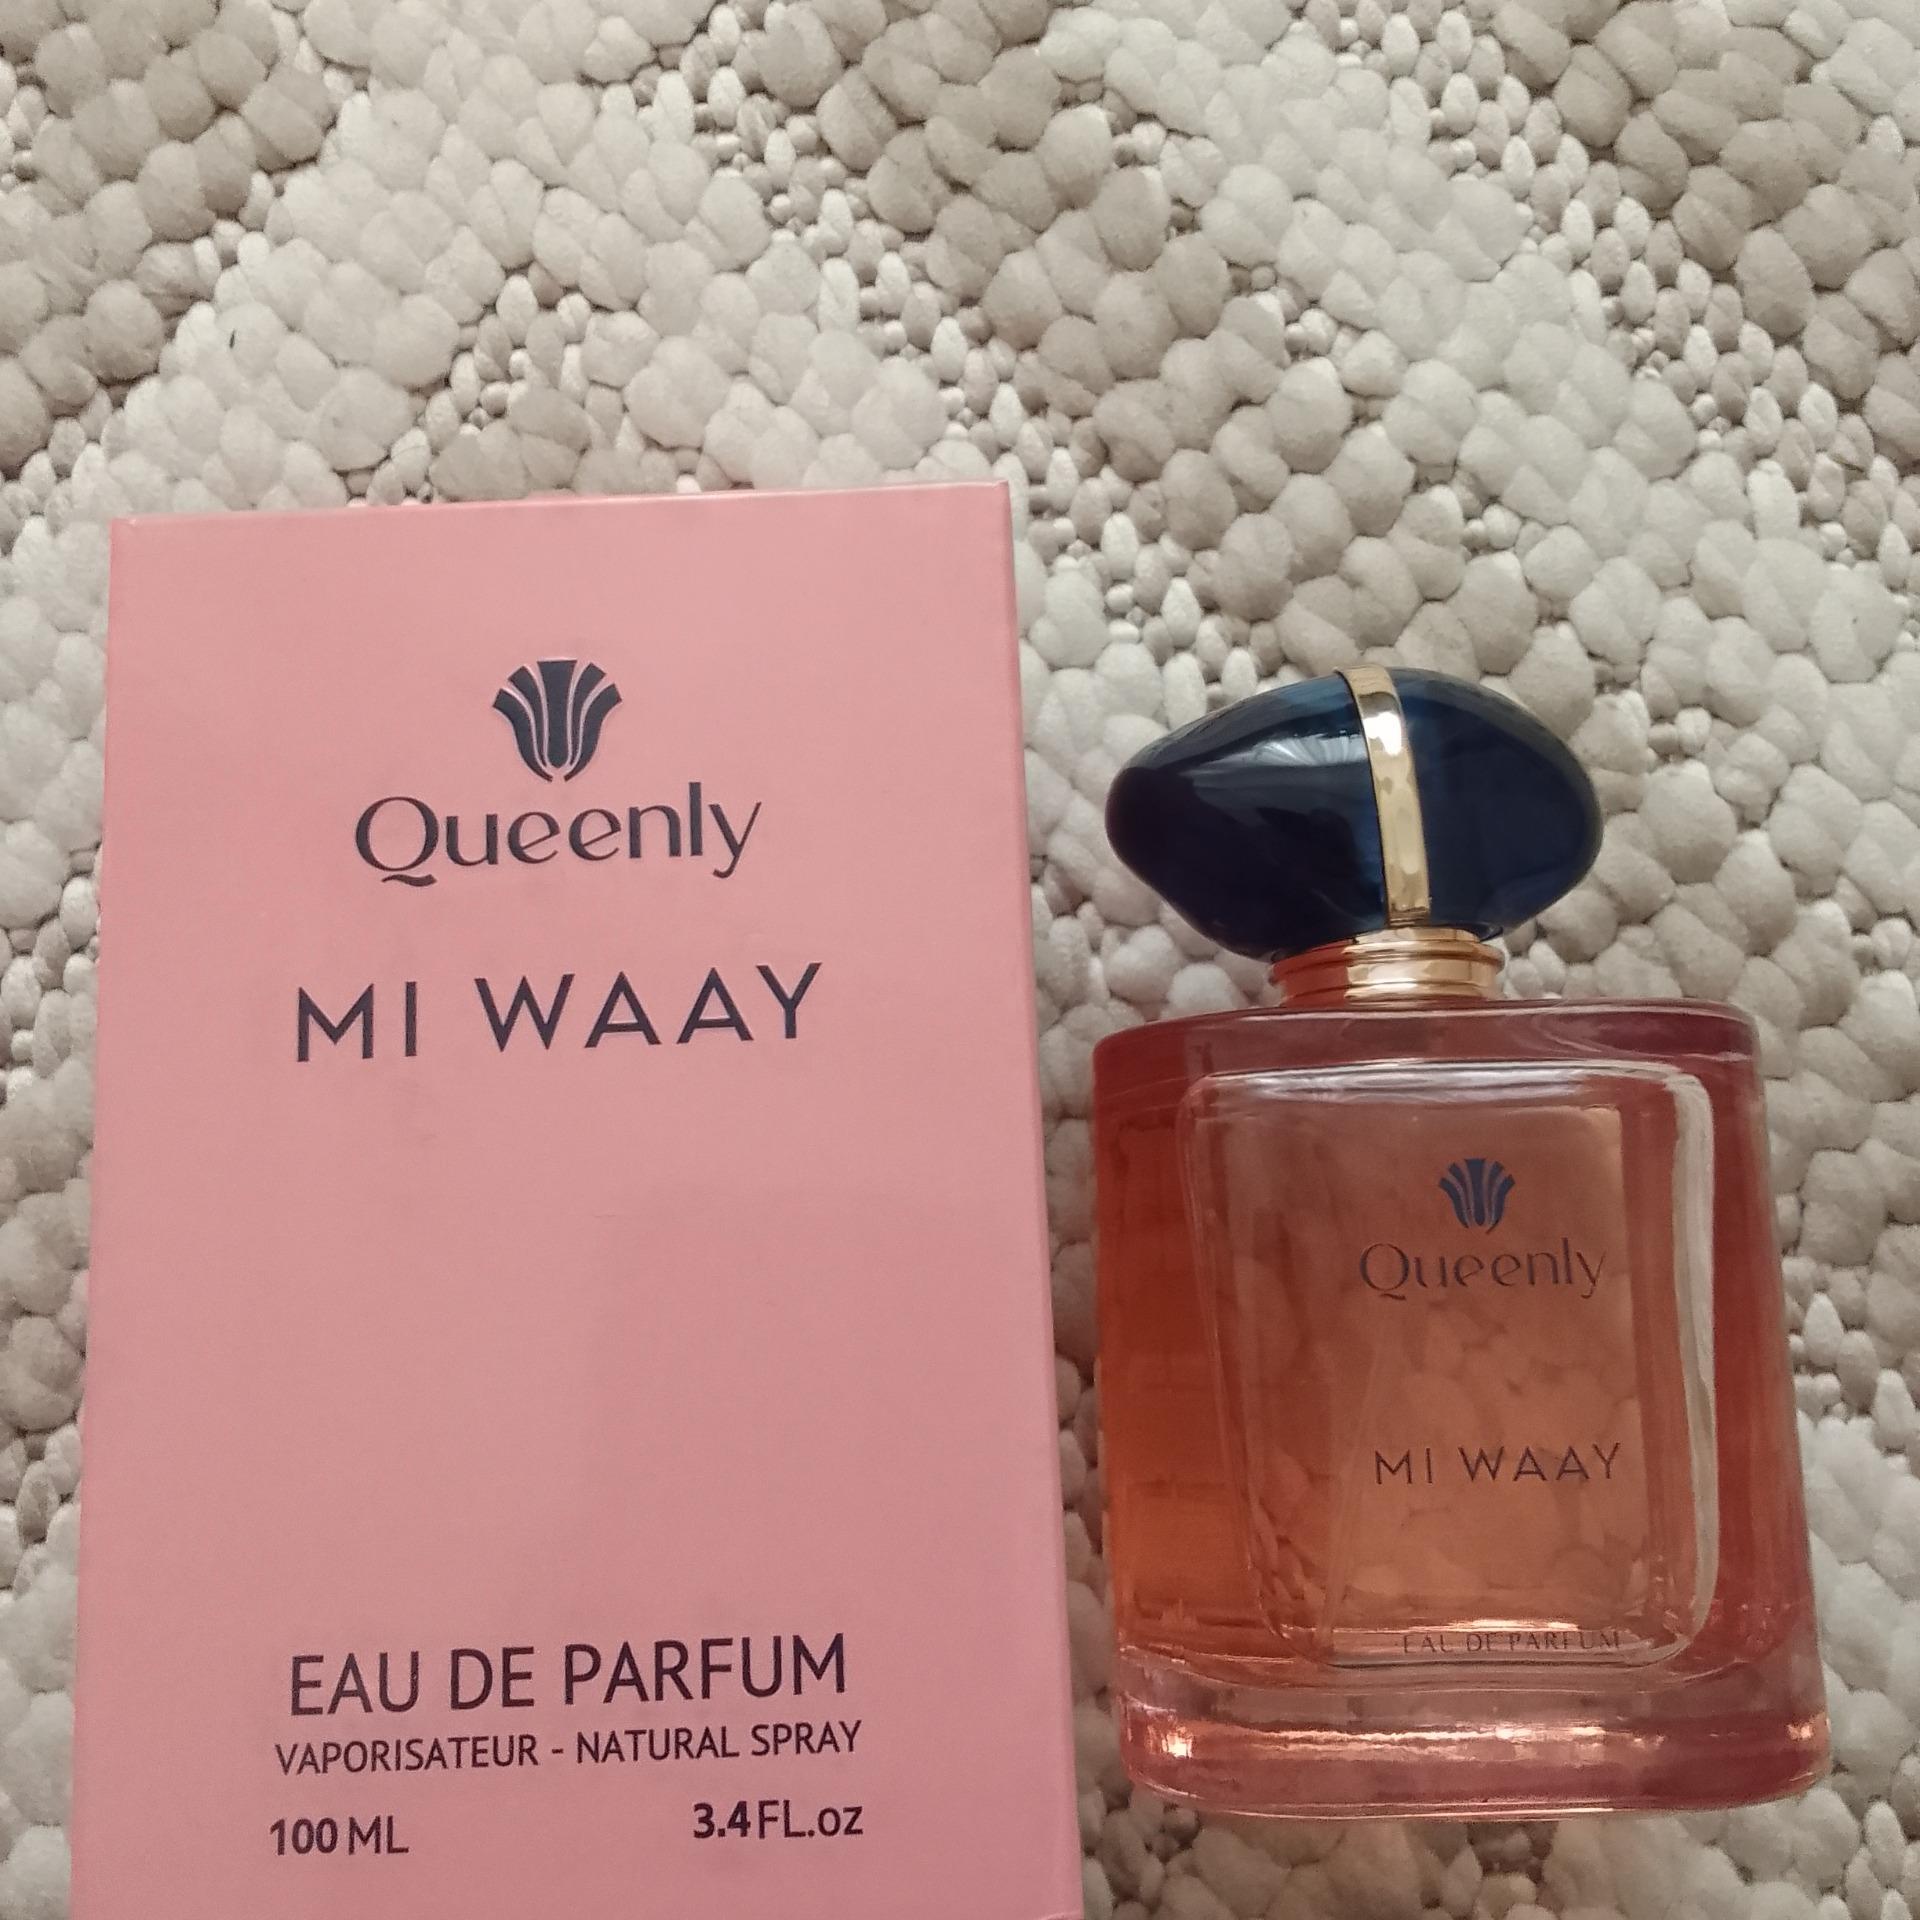 Queenly
MI WAAY
EAU DE PARFUM
VAPORISATEUR - NATURAL SPRAY
100 ML 3.4 FL.oz
Queenly
MI WAAY
EAU DE PARFUM